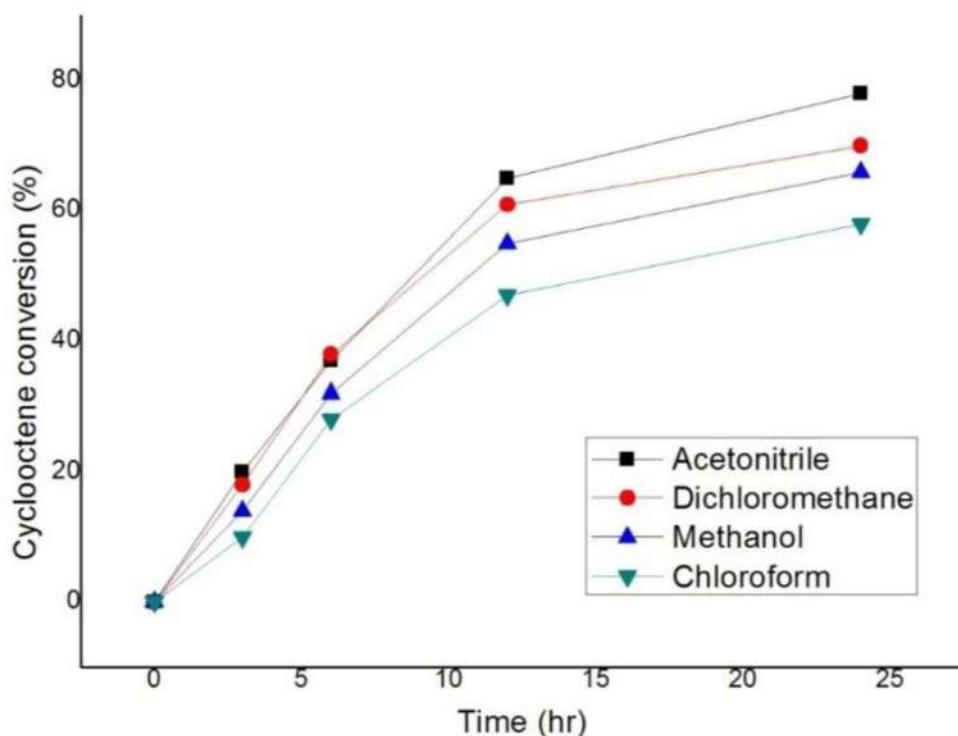 Cyclooctene conversion (%)
80
60
40
20
0
0 5 10 15 20 25
Time (hr)
Acetonitrile
Dichloromethane
Methanol
Chloroform